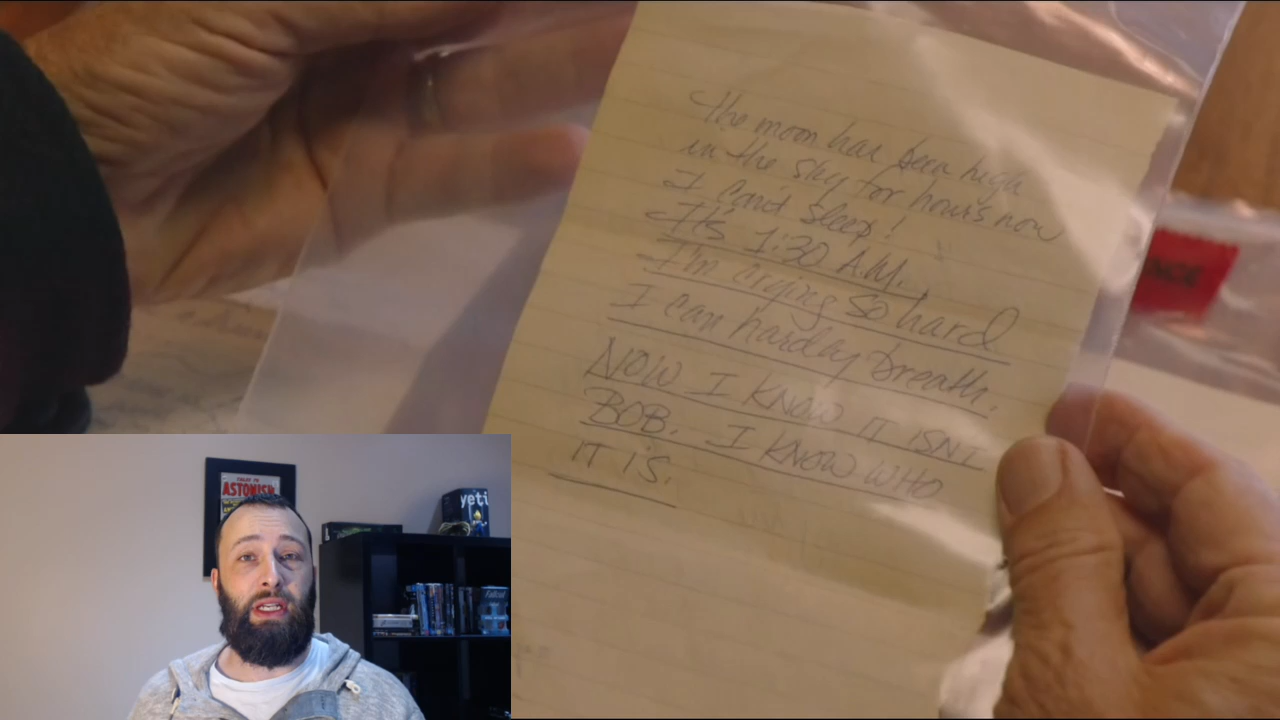 The moon has been high
in the sky for hours now
I can't sleep!
It's 1:30 A.M.
I'm crying so hard
I can hardly breath.
NOW I KNOW IT ISN'T
BOB. I KNOW WHO
IT IS.
ASTONISH
yeti
Fallout